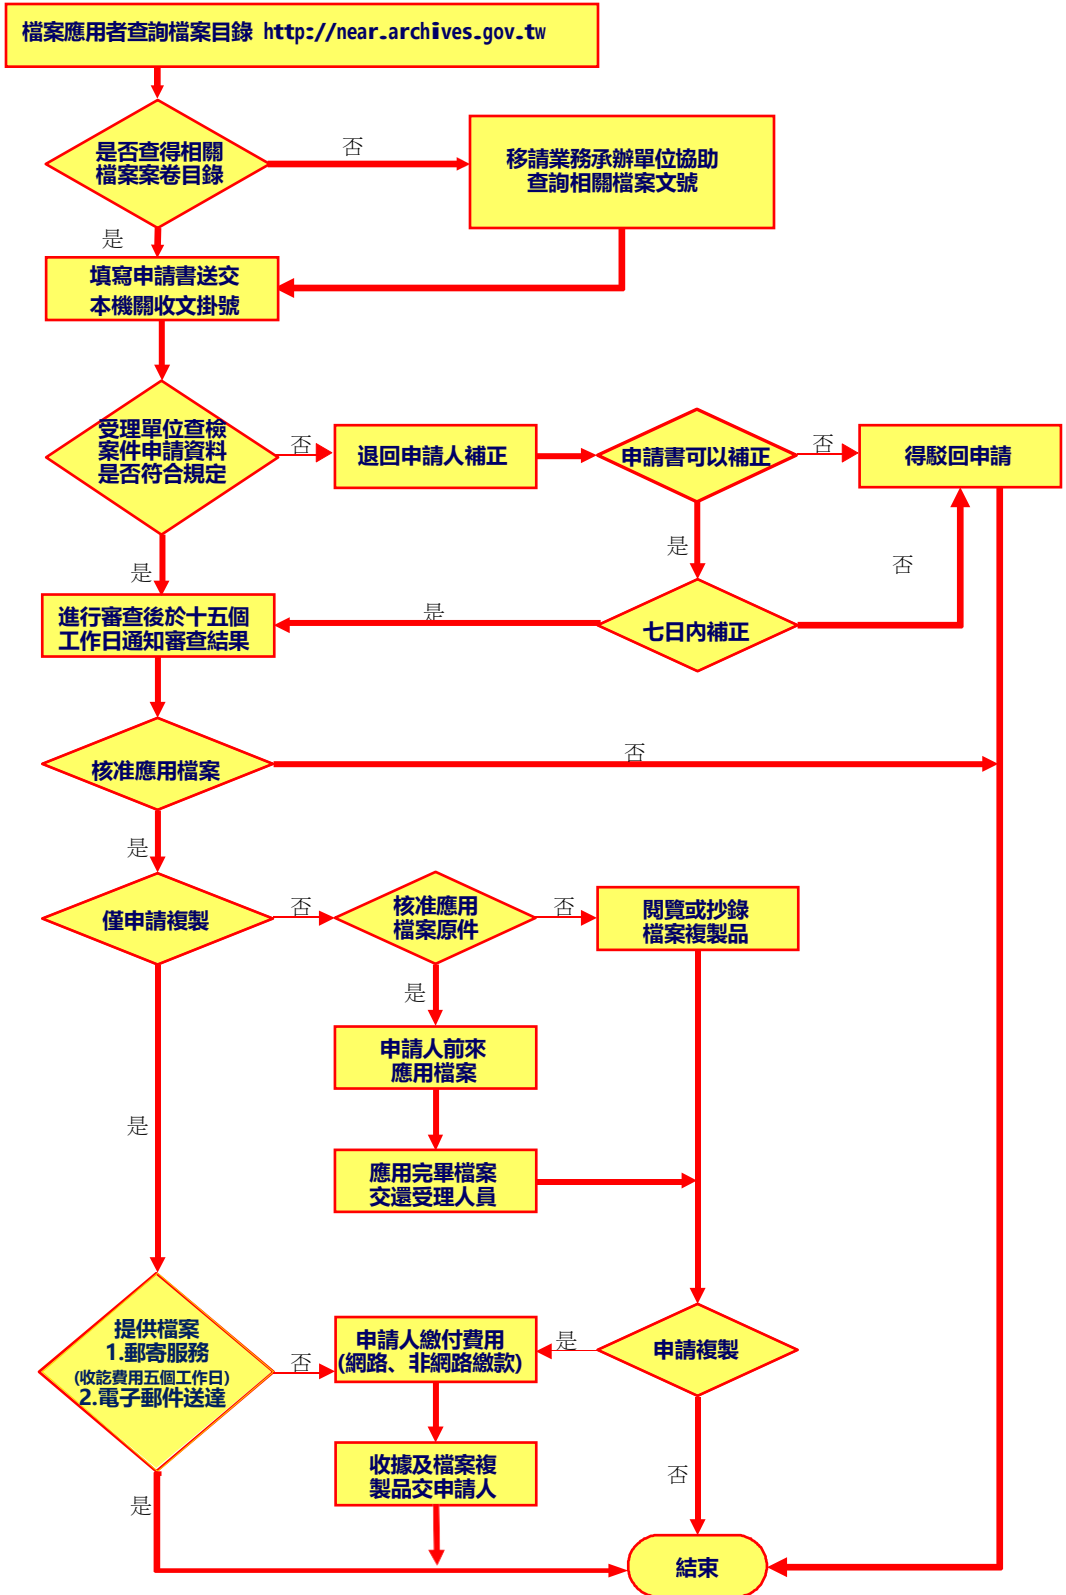 檔案應用者查詢檔案目錄 http://near.archives.gov.tw
是否查得相關
檔案案卷目錄
否
移請業務承辦單位協助
查詢相關檔案文號
是
填寫申請書送交
本機關收文掛號
受理單位查檢
案件申請資料
是否符合規定
否
退回申請人補正
申請書可以補正
否
得駁回申請
是
是
否
進行審查後於十五個
工作日通知審查結果
是
七日內補正
核准應用檔案
否
是
僅申請複製
否
核准應用
檔案原件
否
閱覽或抄錄
檔案複製品
是
申請人前來
應用檔案
是
應用完畢檔案
交還受理人員
提供檔案
1.郵寄服務
(收訖費用五個工作日)
2.電子郵件送達
否
申請人繳付費用
(網路、非網路繳款)
是
申請複製
收據及檔案複
製品交申請人
否
是
結束